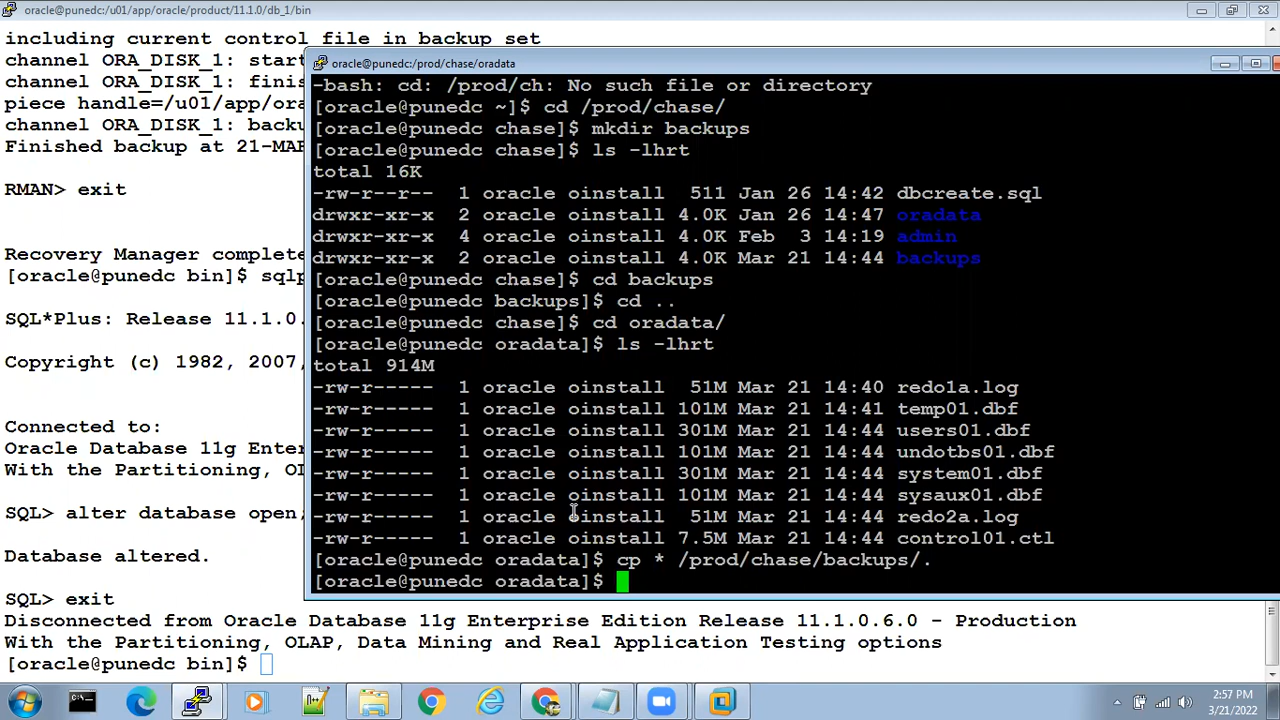 oracle@punedc:/u01/app/oracle/product/11.1.0/db_1/bin
including current control file in backup set
channel ORA_DISK_1: start
channel ORA_DISK_1: finis
piece handle=/u01/app/ora
channel ORA_DISK_1: backu
Finished backup at 21-MAR
RMAN> exit
Recovery Manager complete
[oracle@punedc bin]$ sqlp
SQL*Plus: Release 11.1.0.
Copyright (c) 1982, 2007,
Connected to:
Oracle Database 11g Enter
With the Partitioning, OL
SQL> alter database open;
Database altered.
SQL> exit
Disconnected from Oracle Database 11g Enterprise Edition Release 11.1.0.6.0 - Production
With the Partitioning, OLAP, Data Mining and Real Application Testing options
[oracle@punedc bin]$
oracle@punedc:/prod/chase/oradata
-bash: cd: /prod/ch: No such file or directory
[oracle@punedc ~]$ cd /prod/chase/
[oracle@punedc chase]$ mkdir backups
[oracle@punedc chase]$ ls -lhrt
total 16K
-rw-r--r-- 1 oracle oinstall 511 Jan 26 14:42 dbcreate.sql
drwxr-xr-x 2 oracle oinstall 4.0K Jan 26 14:47 oradata
drwxr-xr-x 4 oracle oinstall 4.0K Feb 3 14:19 admin
drwxr-xr-x 2 oracle oinstall 4.0K Mar 21 14:44 backups
[oracle@punedc chase]$ cd backups
[oracle@punedc backups]$ cd ..
[oracle@punedc chase]$ cd oradata/
[oracle@punedc oradata]$ ls -lhrt
total 914M
-rw-r----- 1 oracle oinstall 51M Mar 21 14:40 redo1a.log
-rw-r----- 1 oracle oinstall 101M Mar 21 14:41 temp01.dbf
-rw-r----- 1 oracle oinstall 301M Mar 21 14:44 users01.dbf
-rw-r----- 1 oracle oinstall 101M Mar 21 14:44 undotbs01.dbf
-rw-r----- 1 oracle oinstall 301M Mar 21 14:44 system01.dbf
-rw-r----- 1 oracle oinstall 101M Mar 21 14:44 sysaux01.dbf
-rw-r----- 1 oracle oinstall 51M Mar 21 14:44 redo2a.log
-rw-r----- 1 oracle oinstall 7.5M Mar 21 14:44 control01.ctl
[oracle@punedc oradata]$ cp * /prod/chase/backups/.
[oracle@punedc oradata]$
2:57 PM
3/21/2022